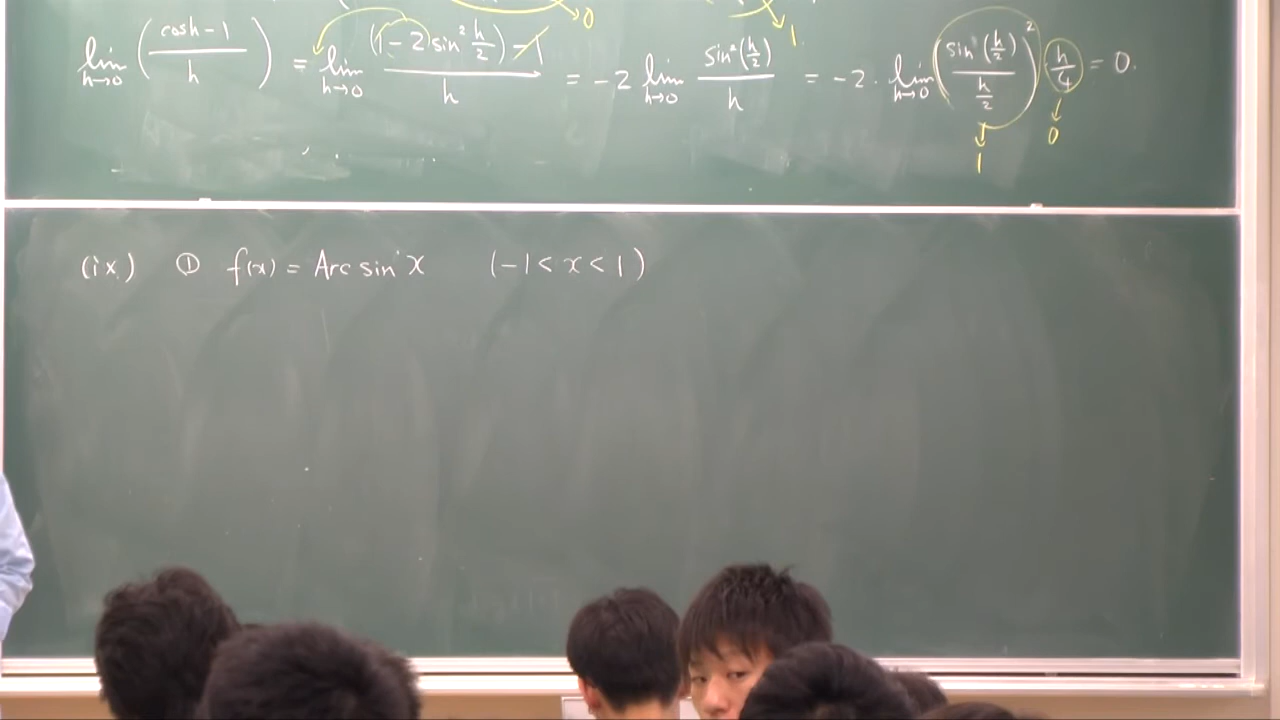 lim_{h→0} ( (cosh − 1) / h ) = lim_{h→0} ( (1 − 2 sin² h/2) − 1 ) / h = −2 lim_{h→0} sin²(h/2) / h = −2 · lim_{h→0} ( sin(h/2) / (h/2) )² · h/4 = 0.
0 1 1 0
(ix) ① f(x) = Arc sin x (−1 < x < 1)